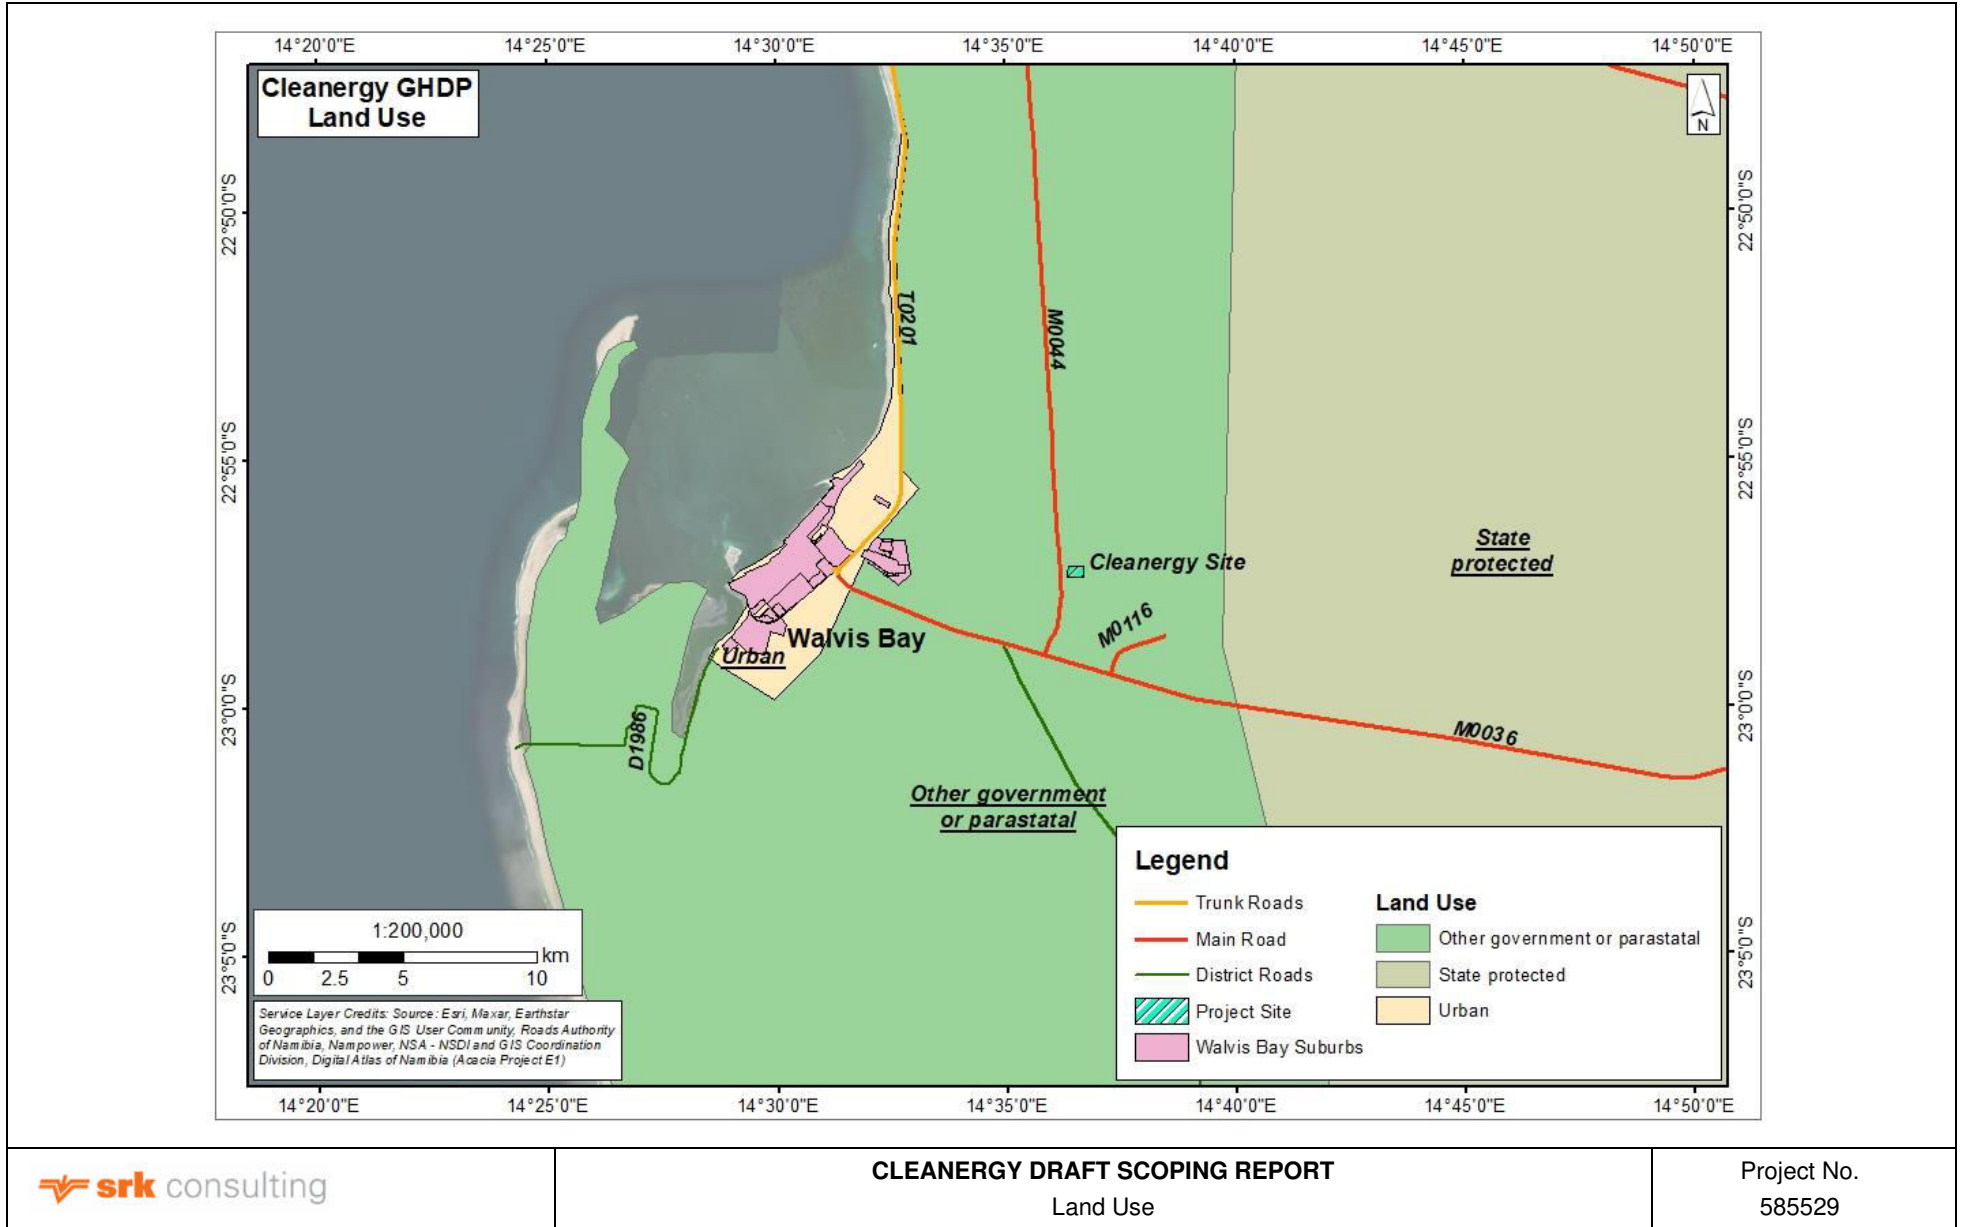 14°20'0"E 14°25'0"E 14°30'0"E 14°35'0"E 14°40'0"E 14°45'0"E 14°50'0"E
Cleanergy GHDP
Land Use
N
22°50'0"S
22°50'0"S
T0201
M0044
22°55'0"S
22°55'0"S
State
protected
Cleanergy Site
M0116
Walvis Bay
Urban
23°0'0"S
23°0'0"S
D1986
M0036
Other government
or parastatal
Legend
Trunk Roads
Main Road
District Roads
Project Site
Walvis Bay Suburbs
Land Use
Other government or parastatal
State protected
Urban
1:200,000
km
0 2.5 5 10
23°5'0"S
23°5'0"S
Service Layer Credits: Source: Esri, Maxar, Earthstar
Geographics, and the GIS User Community, Roads Authority
of Namibia, Nampower, NSA - NSDI and GIS Coordination
Division, Digital Atlas of Namibia (Acacia Project E1)
14°20'0"E 14°25'0"E 14°30'0"E 14°35'0"E 14°40'0"E 14°45'0"E 14°50'0"E
srk consulting
CLEANERGY DRAFT SCOPING REPORT
Land Use
Project No.
585529